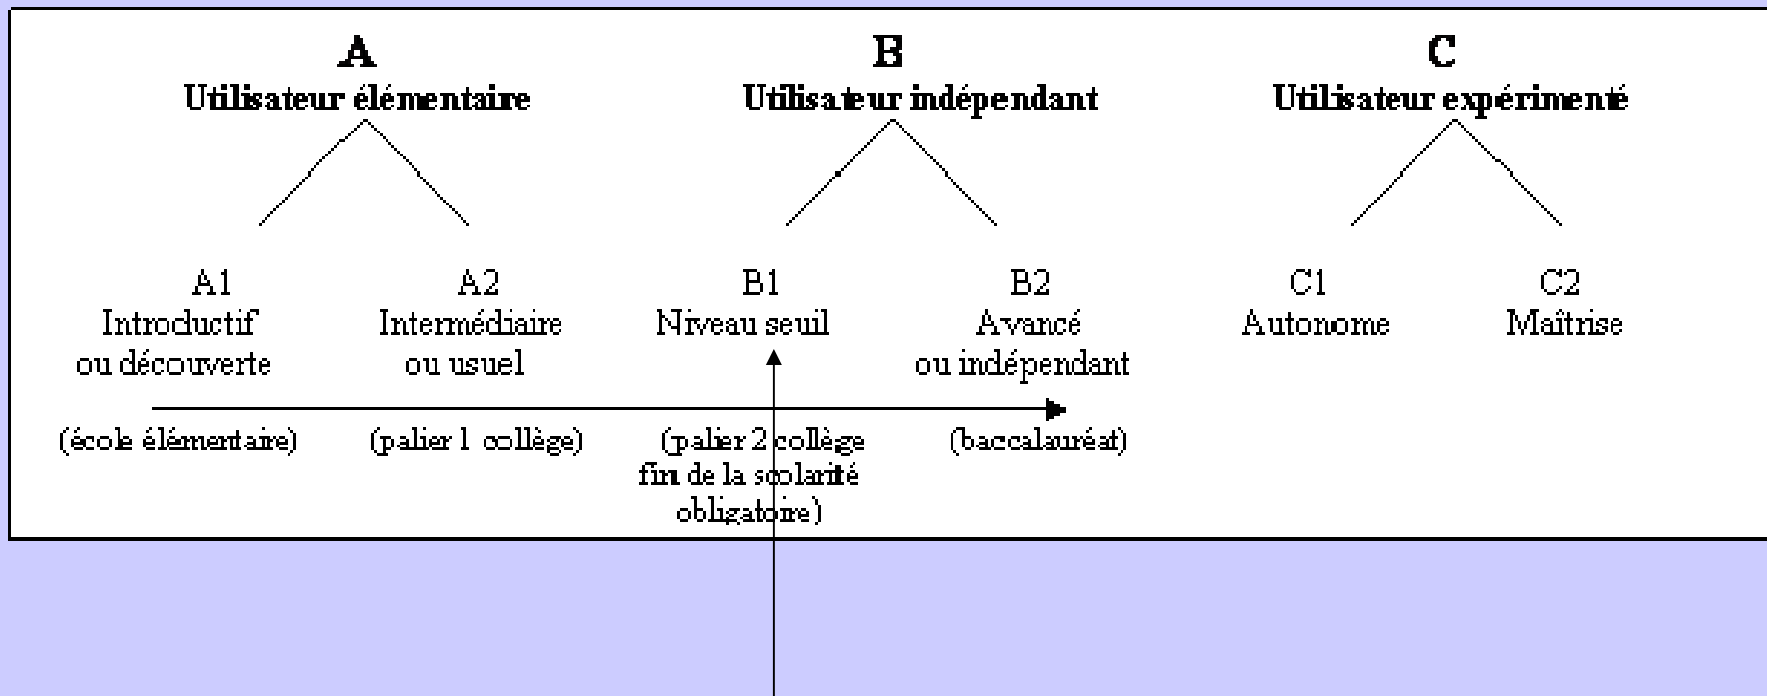 A
Utilisateur élémentaire
B
Utilisateur indépendant
C
Utilisateur expérimenté
A1
Introductif
ou découverte
A2
Intermédiaire
ou usuel
B1
Niveau seuil
B2
Avancé
ou indépendant
C1
Autonome
C2
Maîtrise
(école élémentaire)
(palier 1 collège)
(palier 2 collège
fin de la scolarité
obligatoire)
(baccalauréat)